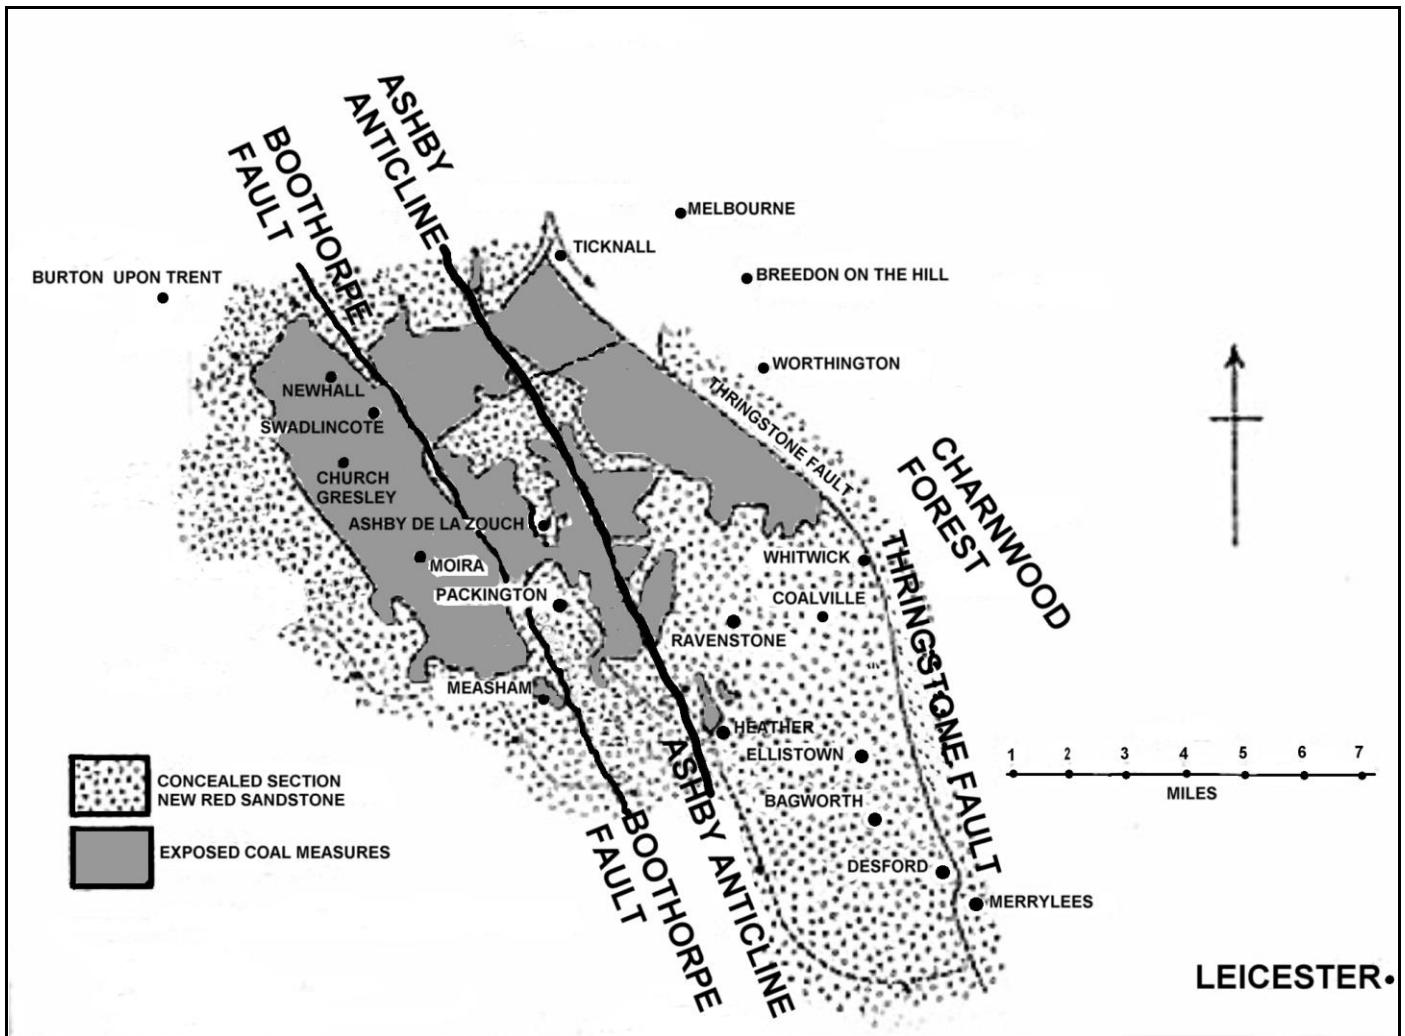 ASHBY
ANTICLINE
BOOTHORPE
FAULT
MELBOURNE
TICKNALL
BURTON UPON TRENT
BREEDON ON THE HILL
WORTHINGTON
NEWHALL
THRINGSTONE FAULT
SWADLINCOTE
CHARNWOOD
FOREST
CHURCH
GRESLEY
ASHBY DE LA ZOUCH
WHITWICK
MOIRA
PACKINGTON
COALVILLE
RAVENSTONE
THRINGSTONE FAULT
MEASHAM
HEATHER
ELLISTOWN
1 2 3 4 5 6 7
MILES
CONCEALED SECTION
NEW RED SANDSTONE
BAGWORTH
EXPOSED COAL MEASURES
ASHBY ANTICLINE
BOOTHORPE
FAULT
DESFORD
MERRYLEES
LEICESTER